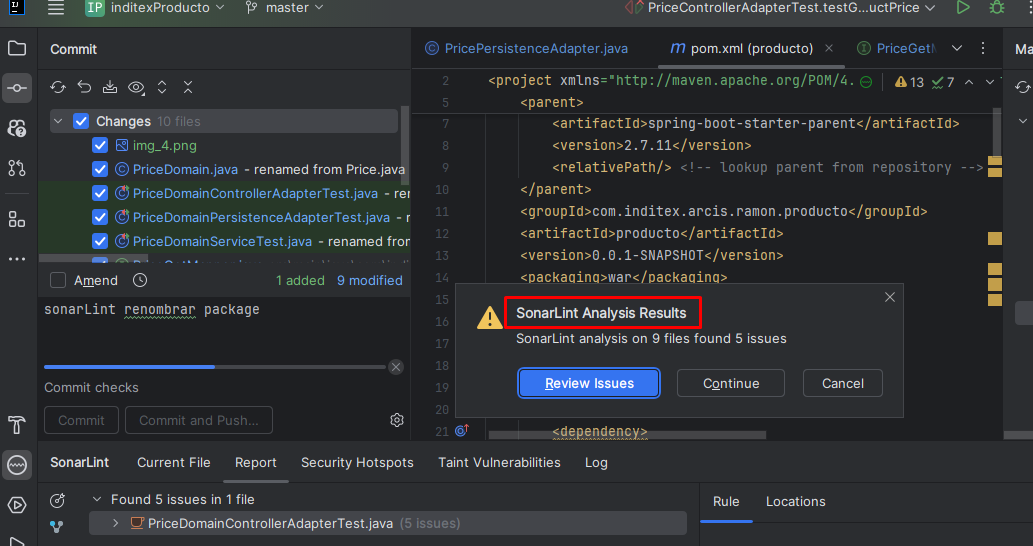 IP inditexProducto
master
PriceControllerAdapterTest.testG...uctPrice
Commit
Changes 10 files
img_4.png
PriceDomain.java - renamed from Price.java
PriceDomainControllerAdapterTest.java - re
PriceDomainPersistenceAdapterTest.java - r
PriceDomainServiceTest.java - renamed from
Amend
1 added 9 modified
sonarLint renombrar package
Commit checks
Commit
Commit and Push...
PricePersistenceAdapter.java
m pom.xml (producto)
PriceGetM
Ma
13 7
2 <project xmlns="http://maven.apache.org/POM/4.
5 <parent>
7 <artifactId>spring-boot-starter-parent</artifactId>
8 <version>2.7.11</version>
9 <relativePath/> <!-- lookup parent from repository -->
10 </parent>
11 <groupId>com.inditex.arcis.ramon.producto</groupId>
12 <artifactId>producto</artifactId>
13 <version>0.0.1-SNAPSHOT</version>
14 <packaging>war</packaging>
15
16
17
18
19
20
21 <dependency>
SonarLint Analysis Results
SonarLint analysis on 9 files found 5 issues
Review Issues
Continue
Cancel
SonarLint
Current File
Report
Security Hotspots
Taint Vulnerabilities
Log
Found 5 issues in 1 file
PriceDomainControllerAdapterTest.java (5 issues)
Rule
Locations